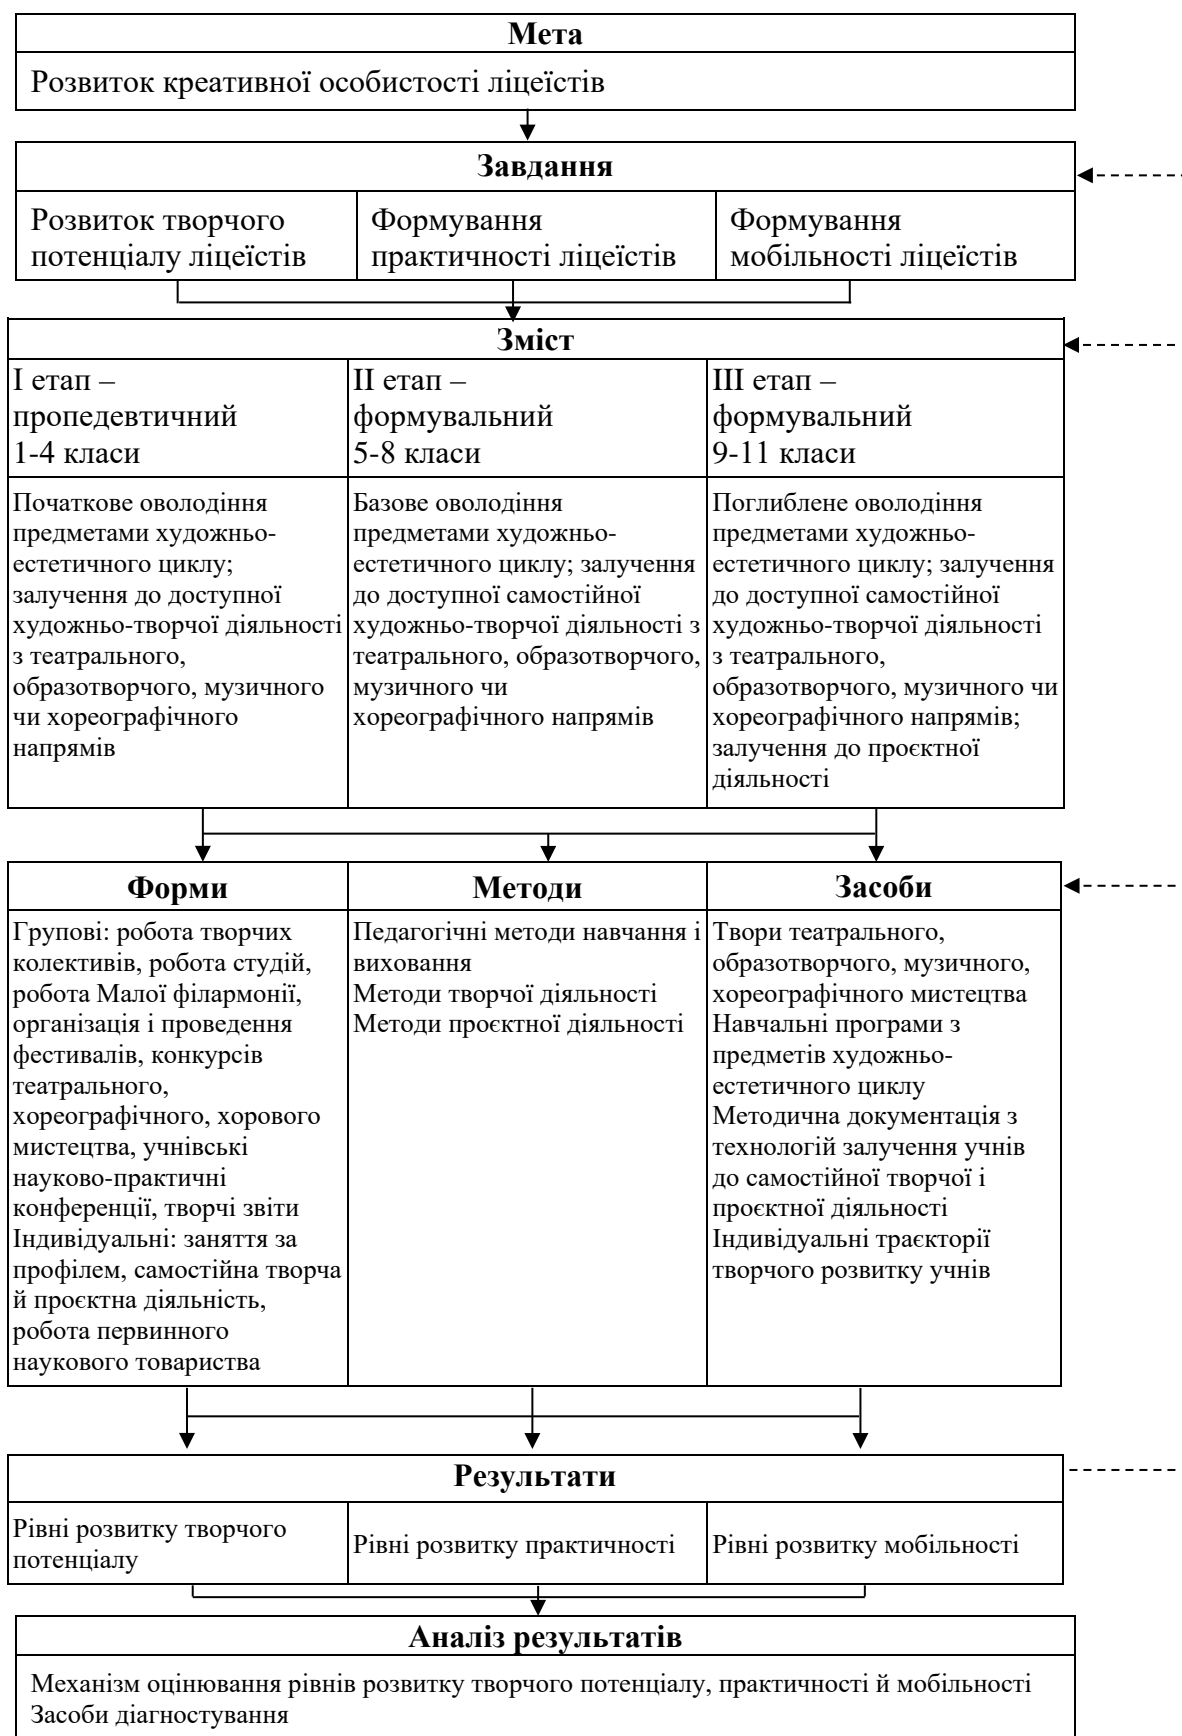 Мета
Розвиток креативної особистості ліцеїстів
Завдання
Розвиток творчого
потенціалу ліцеїстів
Формування
практичності ліцеїстів
Формування
мобільності ліцеїстів
Зміст
I етап –
пропедевтичний
1-4 класи
II етап –
формувальний
5-8 класи
III етап –
формувальний
9-11 класи
Початкове оволодіння
предметами художньо-
естетичного циклу;
залучення до доступної
художньо-творчої діяльності
з театрального,
образотворчого, музичного
чи хореографічного
напрямів
Базове оволодіння
предметами художньо-
естетичного циклу; залучення
до доступної самостійної
художньо-творчої діяльності з
театрального, образотворчого,
музичного чи
хореографічного напрямів
Поглиблене оволодіння
предметами художньо-
естетичного циклу; залучення
до доступної самостійної
художньо-творчої діяльності
з театрального,
образотворчого, музичного чи
хореографічного напрямів;
залучення до проєктної
діяльності
Форми
Методи
Засоби
Групові: робота творчих
колективів, робота студій,
робота Малої філармонії,
організація і проведення
фестивалів, конкурсів
театрального,
хореографічного, хорового
мистецтва, учнівські
науково-практичні
конференції, творчі звіти
Індивідуальні: заняття за
профілем, самостійна творча
й проєктна діяльність,
робота первинного
наукового товариства
Педагогічні методи навчання і
виховання
Методи творчої діяльності
Методи проєктної діяльності
Твори театрального,
образотворчого, музичного,
хореографічного мистецтва
Навчальні програми з
предметів художньо-
естетичного циклу
Методична документація з
технологій залучення учнів
до самостійної творчої і
проєктної діяльності
Індивідуальні траєкторії
творчого розвитку учнів
Результати
Рівні розвитку творчого
потенціалу
Рівні розвитку практичності
Рівні розвитку мобільності
Аналіз результатів
Механізм оцінювання рівнів розвитку творчого потенціалу, практичності й мобільності
Засоби діагностування